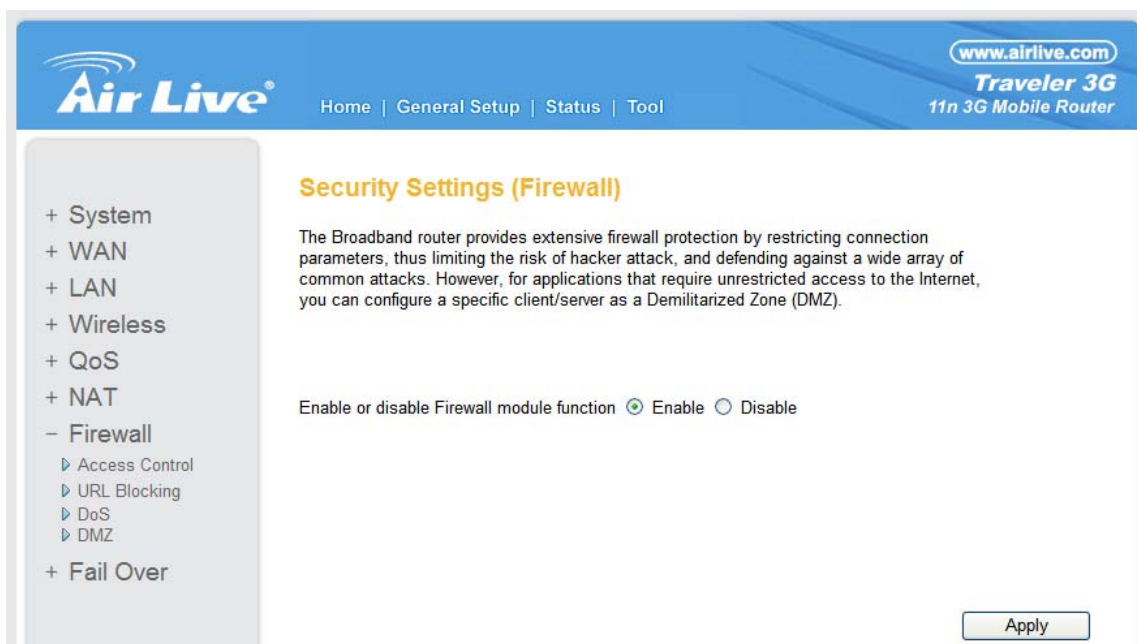 www.airlive.com
Air Live®
Traveler 3G
Home | General Setup | Status | Tool
11n 3G Mobile Router
+ System
+ WAN
+ LAN
+ Wireless
+ QoS
+ NAT
− Firewall
Access Control
URL Blocking
DoS
DMZ
+ Fail Over
Security Settings (Firewall)
The Broadband router provides extensive firewall protection by restricting connection
parameters, thus limiting the risk of hacker attack, and defending against a wide array of
common attacks. However, for applications that require unrestricted access to the Internet,
you can configure a specific client/server as a Demilitarized Zone (DMZ).
Enable or disable Firewall module function Enable Disable
Apply